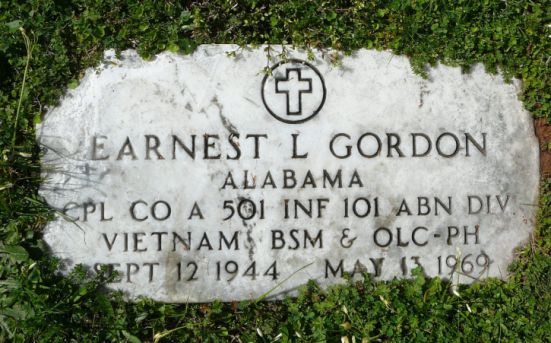 EARNEST L GORDON
ALABAMA
CPL CO A 501 INF 101 ABN DIV
VIETNAM BSM & OLC-PH
SEPT 12 1944 MAY 13 1969